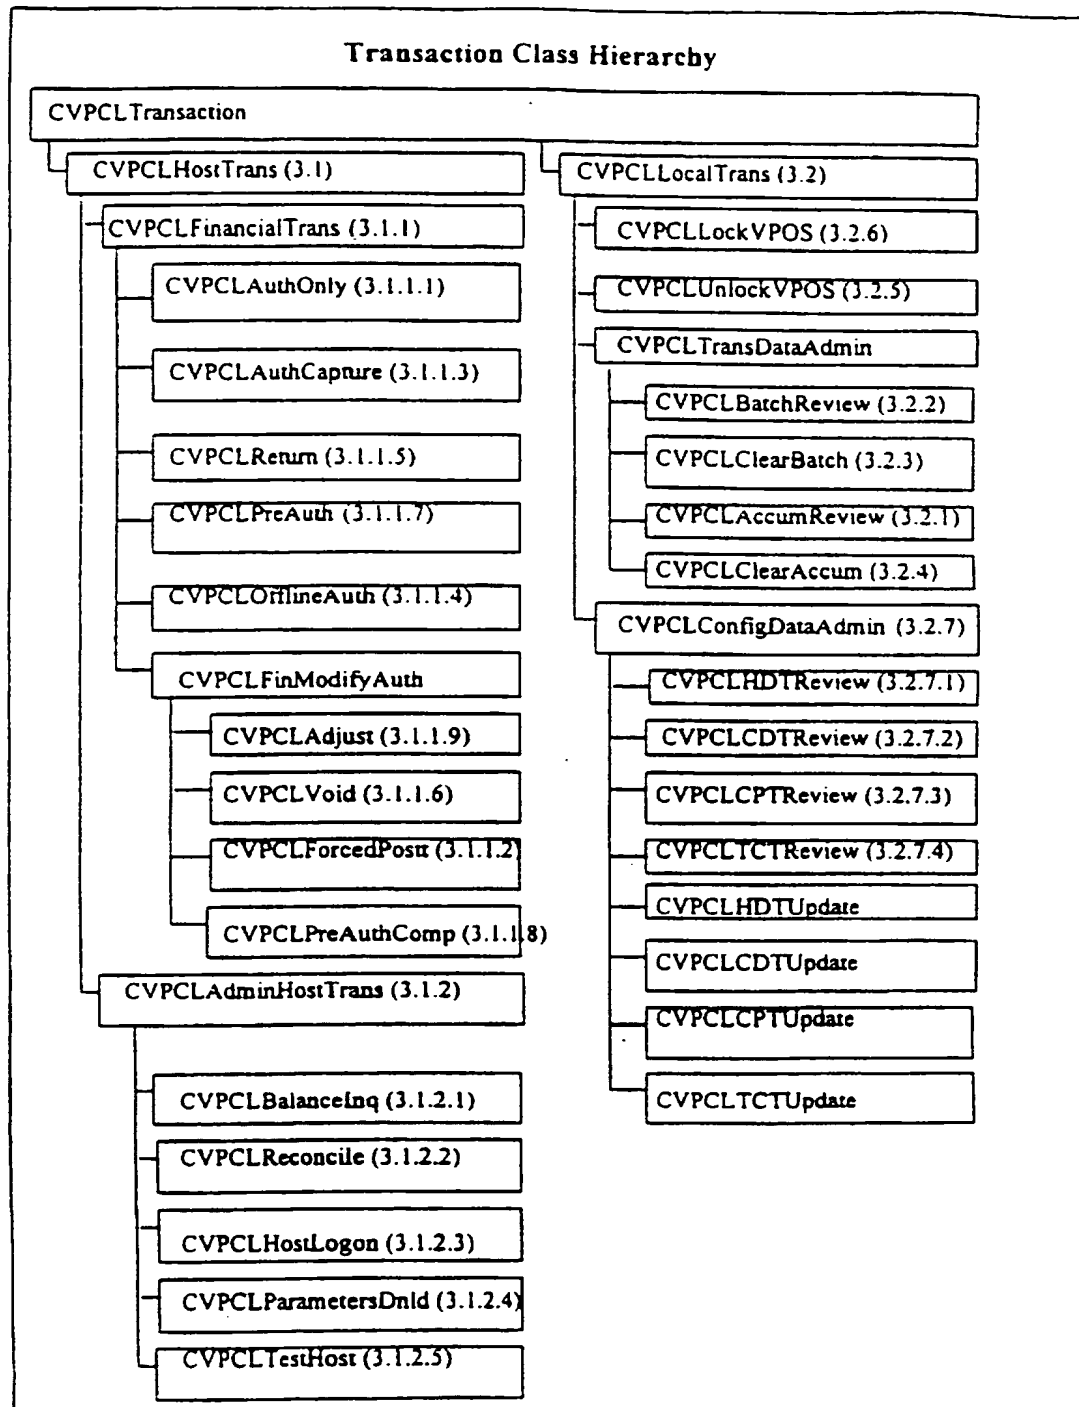 Transaction Class Hierarchy
CVPCLTransaction
CVPCLHostTrans (3.1)
CVPCLFinancialTrans (3.1.1)
CVPCLAuthOnly (3.1.1.1)
CVPCLAuthCapture (3.1.1.3)
CVPCLReturn (3.1.1.5)
CVPCLPreAuth (3.1.1.7)
CVPCLOfflineAuth (3.1.1.4)
CVPCLFinModifyAuth
CVPCLAdjust (3.1.1.9)
CVPCLVoid (3.1.1.6)
CVPCLForcedPostt (3.1.1.2)
CVPCLPreAuthComp (3.1.1.8)
CVPCLAdminHostTrans (3.1.2)
CVPCLBalanceInq (3.1.2.1)
CVPCLReconcile (3.1.2.2)
CVPCLHostLogon (3.1.2.3)
CVPCLParametersDnld (3.1.2.4)
CVPCLTestHost (3.1.2.5)
CVPCLLocalTrans (3.2)
CVPCLLockVPOS (3.2.6)
CVPCLUnlockVPOS (3.2.5)
CVPCLTransDataAdmin
CVPCLBatchReview (3.2.2)
CVPCLClearBatch (3.2.3)
CVPCLAccumReview (3.2.1)
CVPCLClearAccum (3.2.4)
CVPCLConfigDataAdmin (3.2.7)
CVPCLHDTReview (3.2.7.1)
CVPCLCDTReview (3.2.7.2)
CVPCLCPTReview (3.2.7.3)
CVPCLTCTReview (3.2.7.4)
CVPCLHDTUpdate
CVPCLCDTUpdate
CVPCLCPTUpdate
CVPCLTCTUpdate